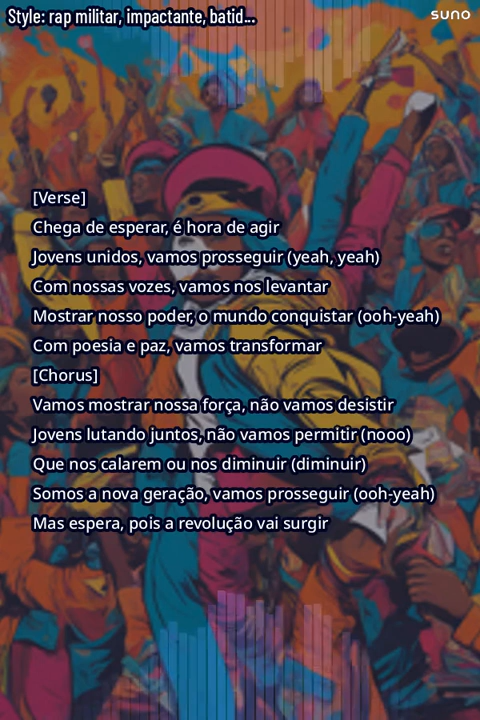 Style: rap militar, impactante, batid...
suno
[Verse]
Chega de esperar, é hora de agir
Jovens unidos, vamos prosseguir (yeah, yeah)
Com nossas vozes, vamos nos levantar
Mostrar nosso poder, o mundo conquistar (ooh-yeah)
Com poesia e paz, vamos transformar
[Chorus]
Vamos mostrar nossa força, não vamos desistir
Jovens lutando juntos, não vamos permitir (nooo)
Que nos calarem ou nos diminuir (diminuir)
Somos a nova geração, vamos prosseguir (ooh-yeah)
Mas espera, pois a revolução vai surgir